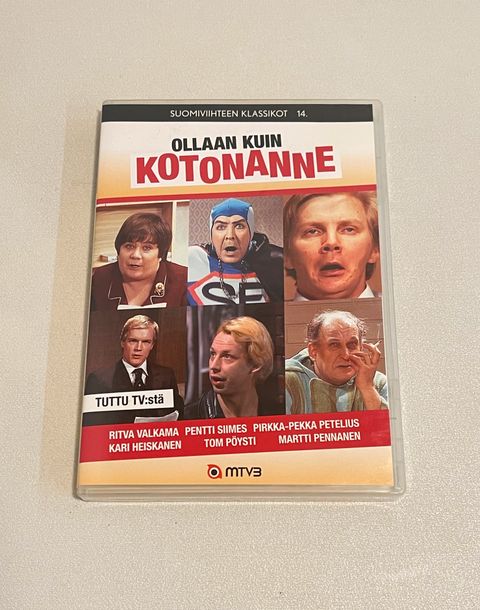 SUOMIVIIHTEEN KLASSIKOT 14.
OLLAAN KUIN
KOTONANNE
SE
TUTTU TV:stä
RITVA VALKAMA PENTTI SIIMES PIRKKA-PEKKA PETELIUS
KARI HEISKANEN TOM PÖYSTI MARTTI PENNANEN
MTV3